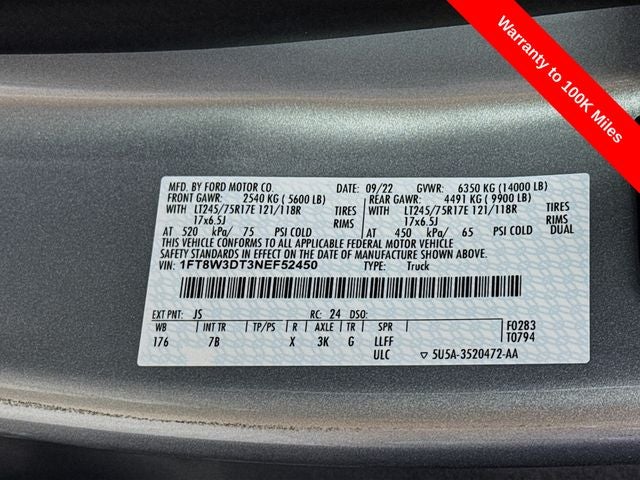 Warranty to 100K Miles
MFD. BY FORD MOTOR CO. DATE: 09/22 GVWR: 6350 KG (14000 LB)
FRONT GAWR: 2540 KG ( 5600 LB) REAR GAWR: 4491 KG ( 9900 LB)
WITH LT245/75R17E 121/118R TIRES WITH LT245/75R17E 121/118R TIRES
17x6.5J RIMS 17x6.5J RIMS
AT 520 kPa/ 75 PSI COLD AT 450 kPa/ 65 PSI COLD DUAL
THIS VEHICLE CONFORMS TO ALL APPLICABLE FEDERAL MOTOR VEHICLE
SAFETY STANDARDS IN EFFECT ON THE DATE OF MANUFACTURE SHOWN ABOVE.
VIN: 1FT8W3DT3NEF52450 TYPE: Truck
EXT PNT: JS RC: 24 DSO:
WB INT TR TP/PS R AXLE TR SPR F0283
176 7B X 3K G LLFF T0794
ULC ▽ 5U5A-3520472-AA